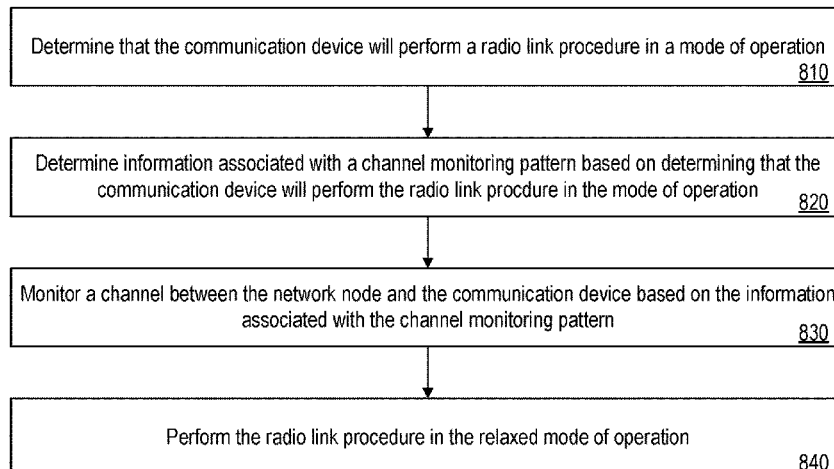 Determine that the communication device will perform a radio link procedure in a mode of operation
810
Determine information associated with a channel monitoring pattern based on determining that the
communication device will perform the radio link procdure in the mode of operation
820
Monitor a channel between the network node and the communication device based on the information
associated with the channel monitoring pattern
830
Perform the radio link procedure in the relaxed mode of operation
840